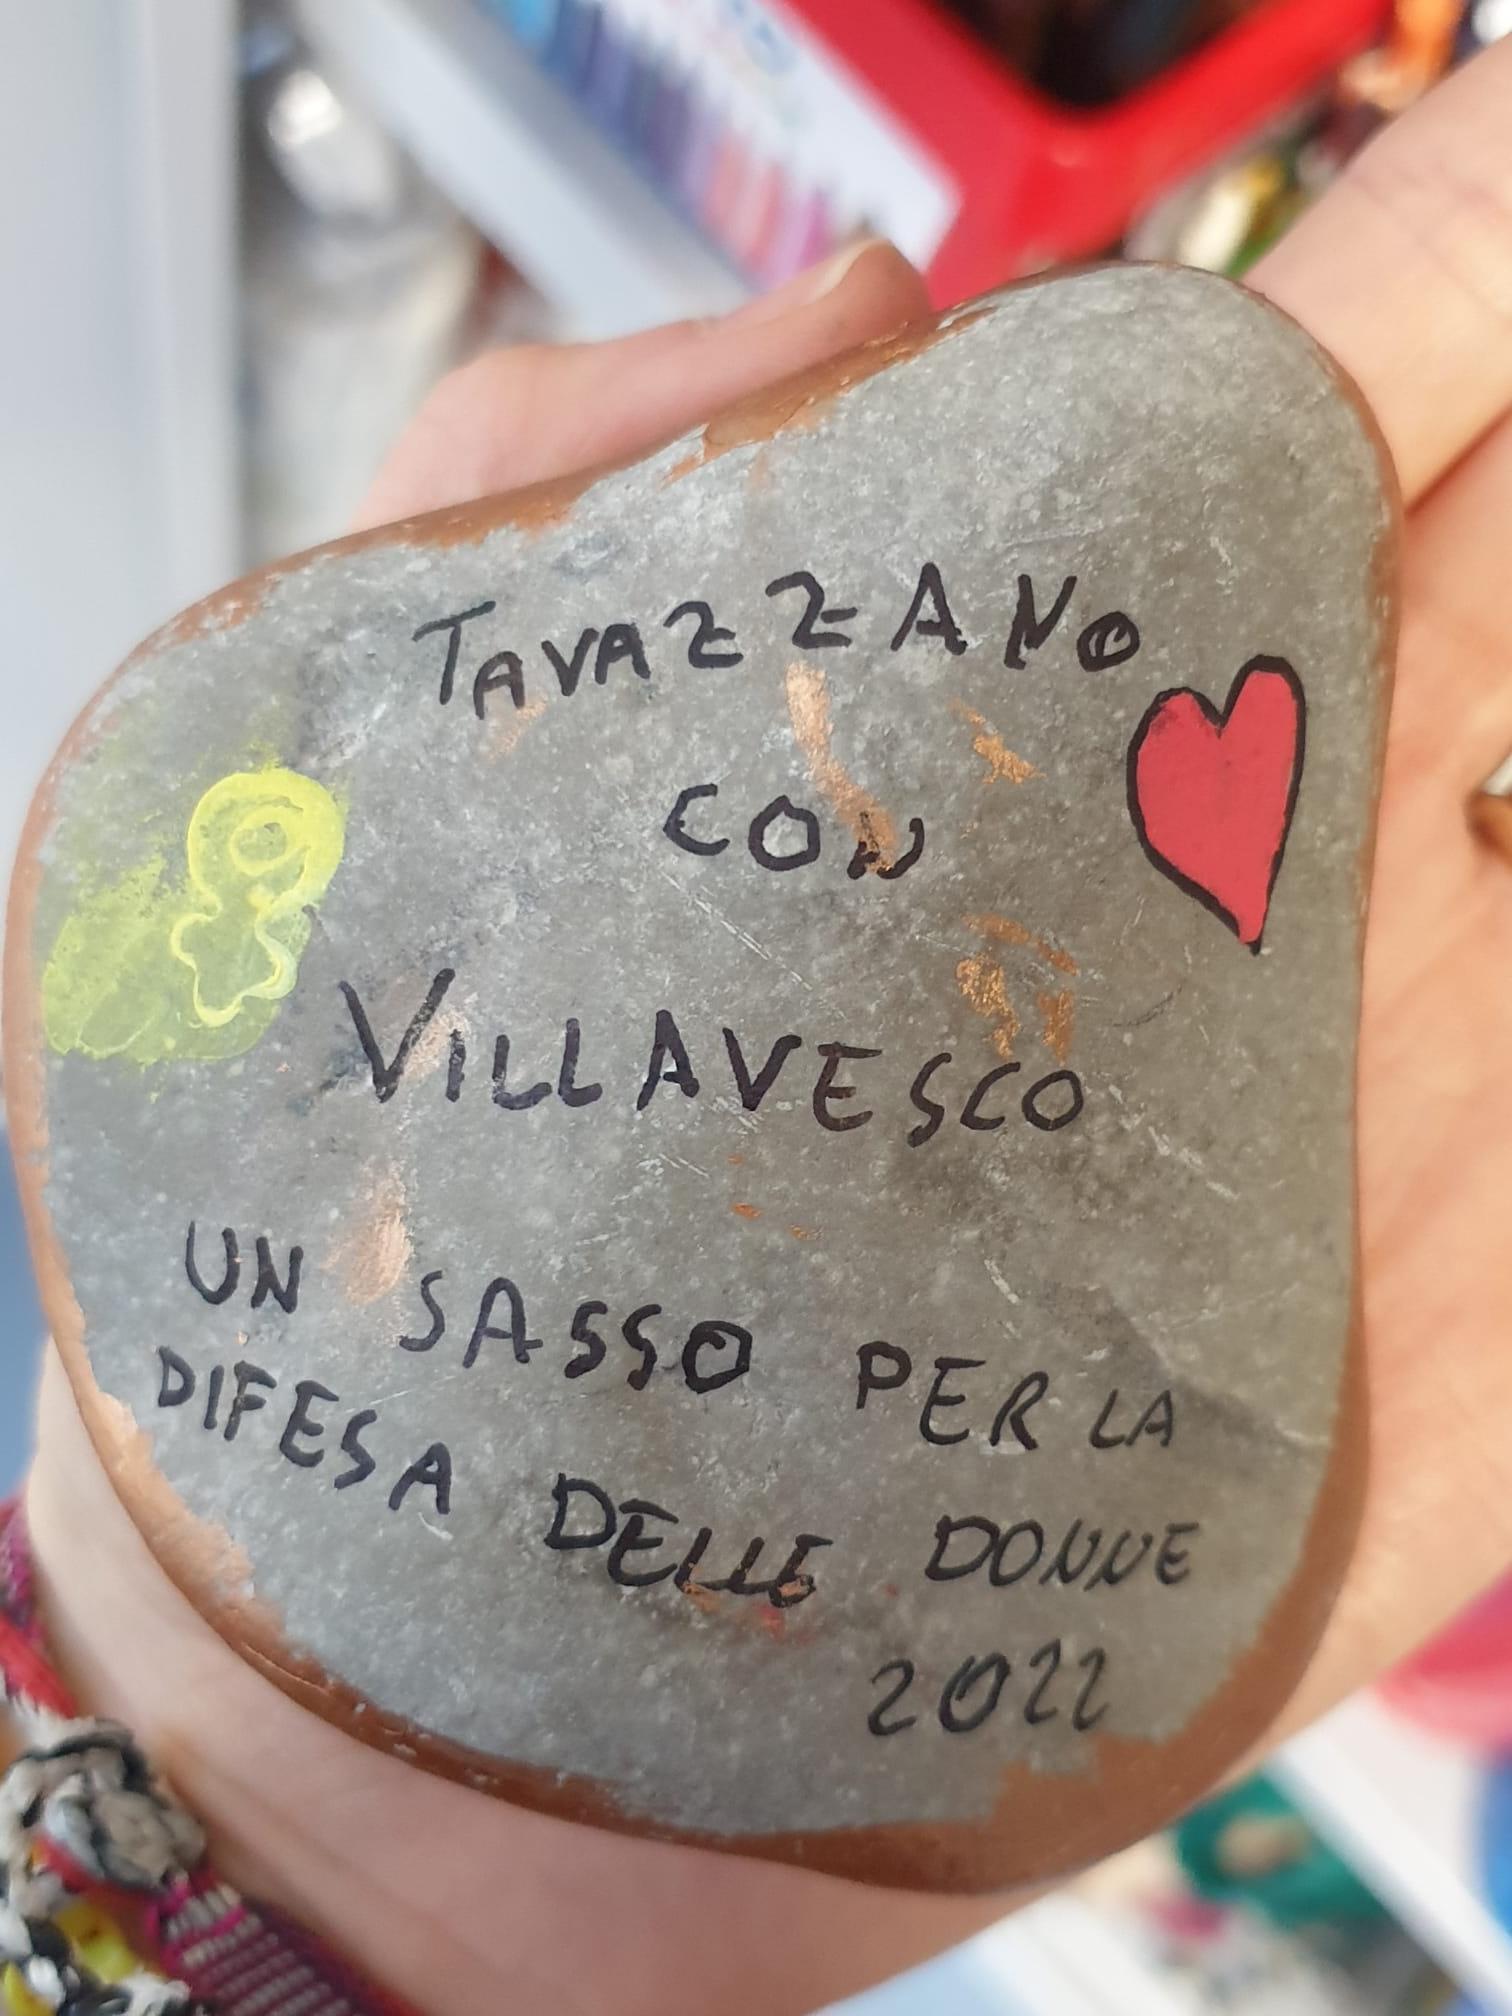 TAVAZZANO
CON
VILLAVESCO
UN SASSO PER LA
DIFESA DELLE DONNE
2022